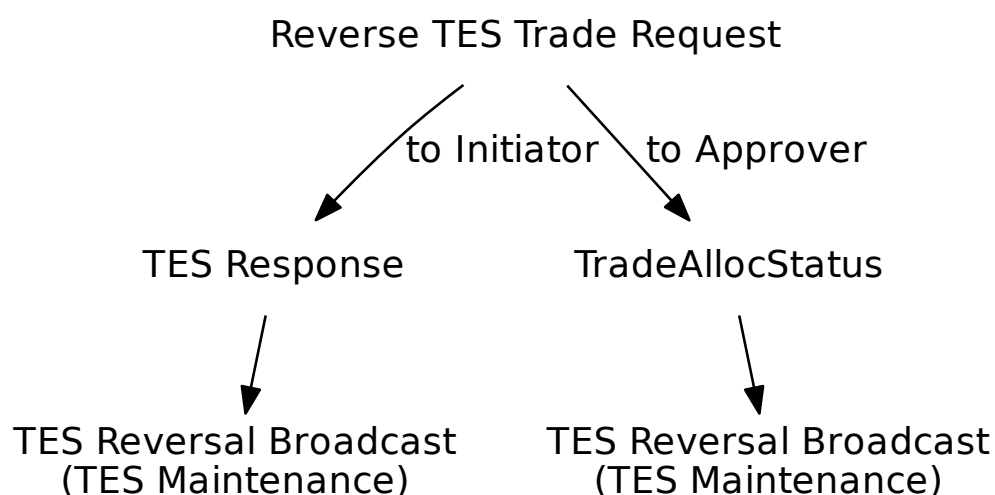 Reverse TES Trade Request
to Initiator
to Approver
TES Response
TradeAllocStatus
TES Reversal Broadcast
(TES Maintenance)
TES Reversal Broadcast
(TES Maintenance)